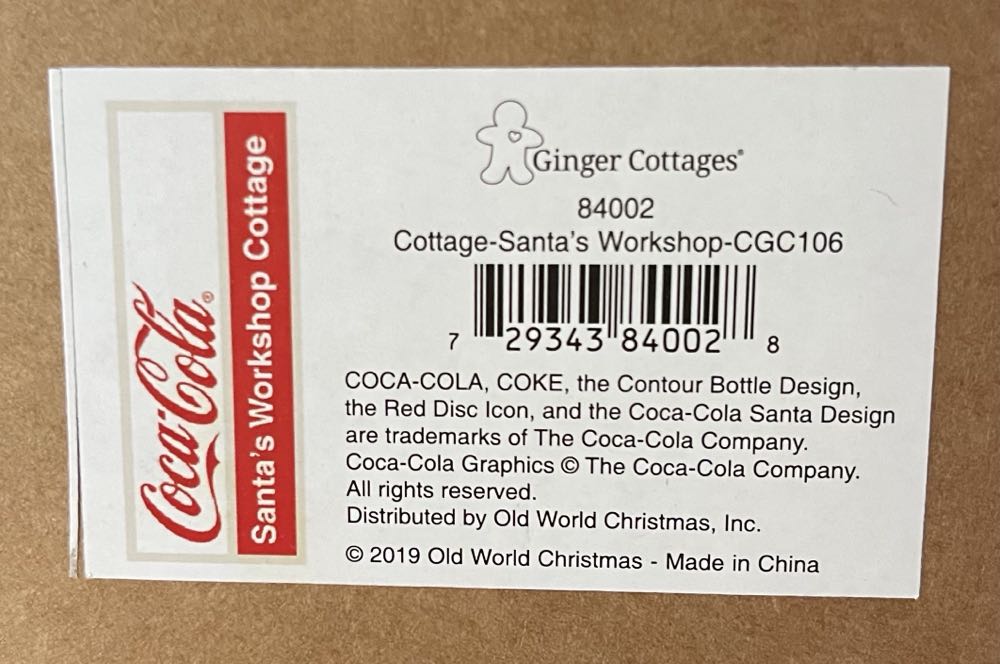 Coca-Cola®
Santa's Workshop Cottage
Ginger Cottages®
84002
Cottage-Santa's Workshop-CGC106
7 29343 84002 8
COCA-COLA, COKE, the Contour Bottle Design,
the Red Disc Icon, and the Coca-Cola Santa Design
are trademarks of The Coca-Cola Company.
Coca-Cola Graphics © The Coca-Cola Company.
All rights reserved.
Distributed by Old World Christmas, Inc.
© 2019 Old World Christmas - Made in China